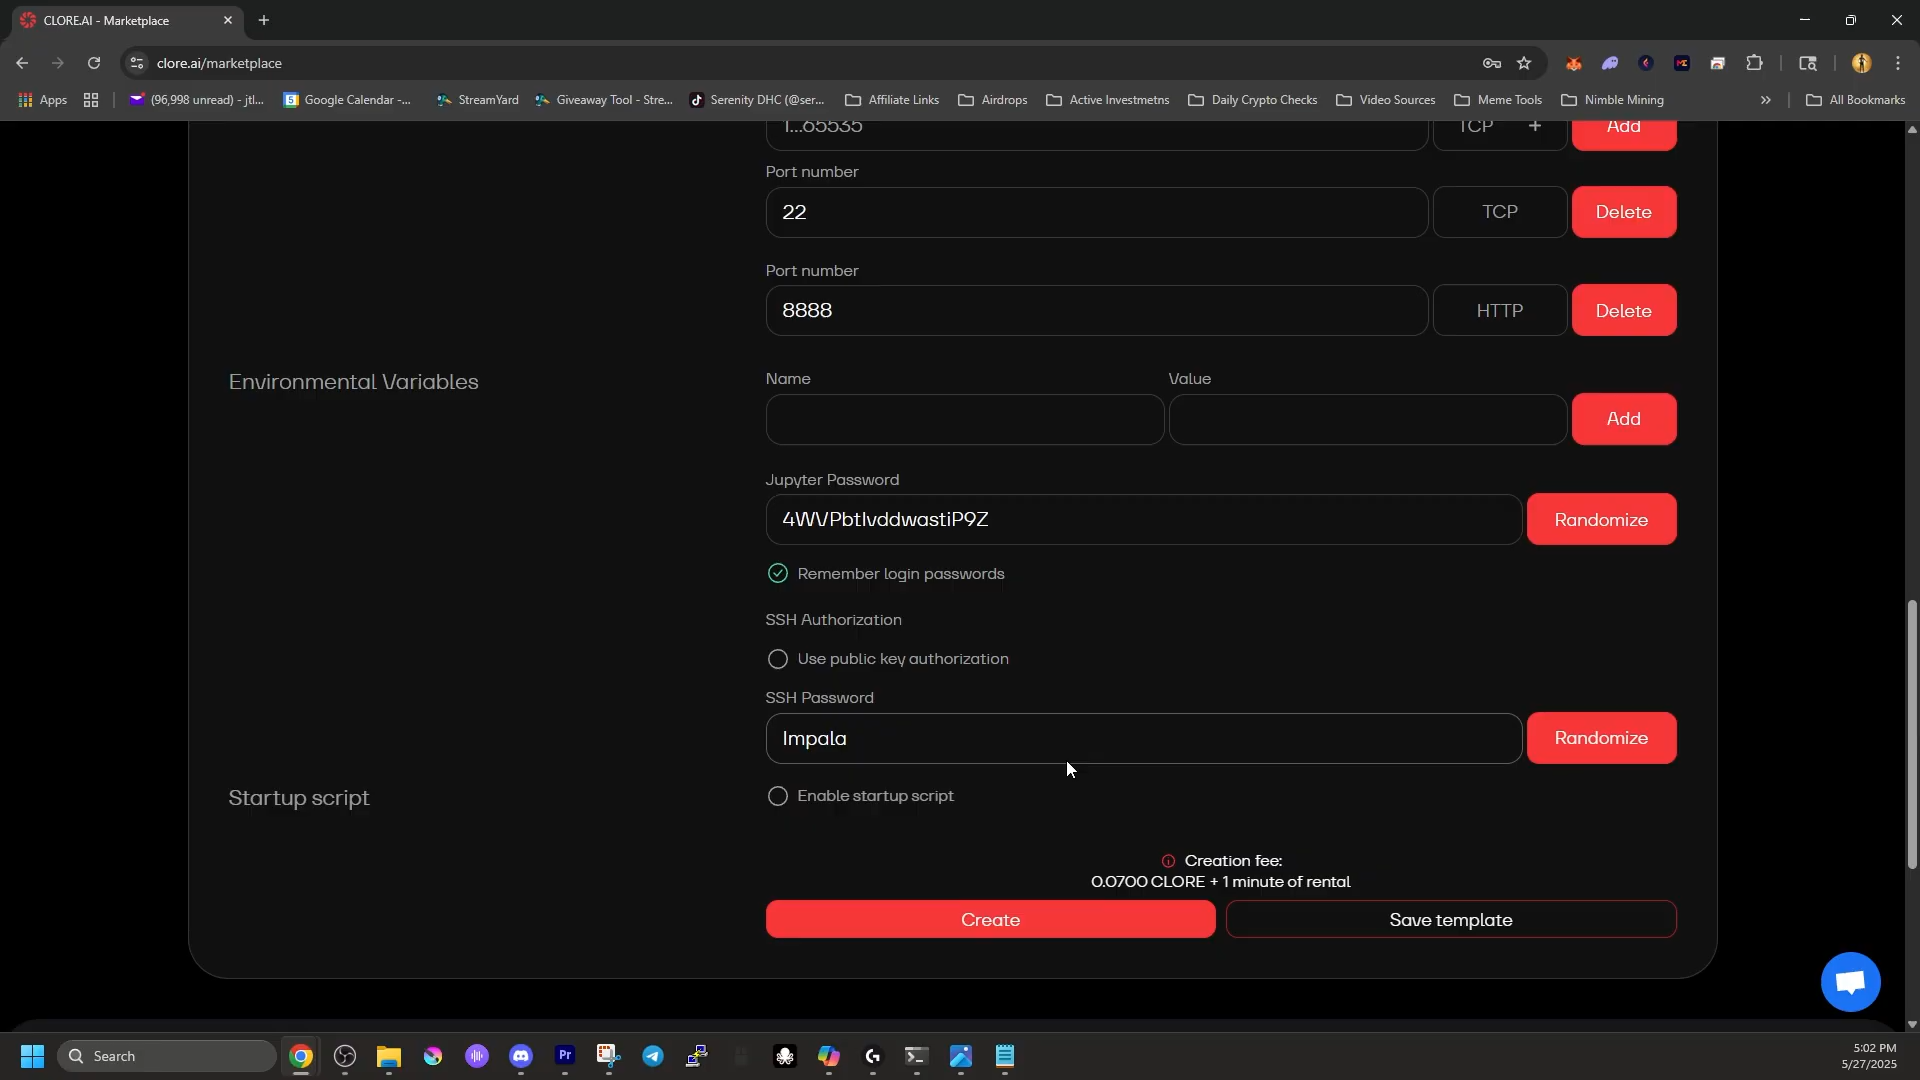 CLORE.AI - Marketplace
clore.ai/marketplace
Apps
(96,998 unread) - jtl...
Google Calendar -...
StreamYard
Giveaway Tool - Stre...
Serenity DHC (@ser...
Affiliate Links
Airdrops
Active Investmetns
Daily Crypto Checks
Video Sources
Meme Tools
Nimble Mining
All Bookmarks
1...65535
TCP +
Add
Port number
22
TCP
Delete
Port number
8888
HTTP
Delete
Environmental Variables
Name
Value
Add
Jupyter Password
4WVPbtIvddwastiP9Z
Randomize
Remember login passwords
SSH Authorization
Use public key authorization
SSH Password
Impala
Randomize
Startup script
Enable startup script
Creation fee:
0.0700 CLORE + 1 minute of rental
Create
Save template
Search
5:02 PM
5/27/2025